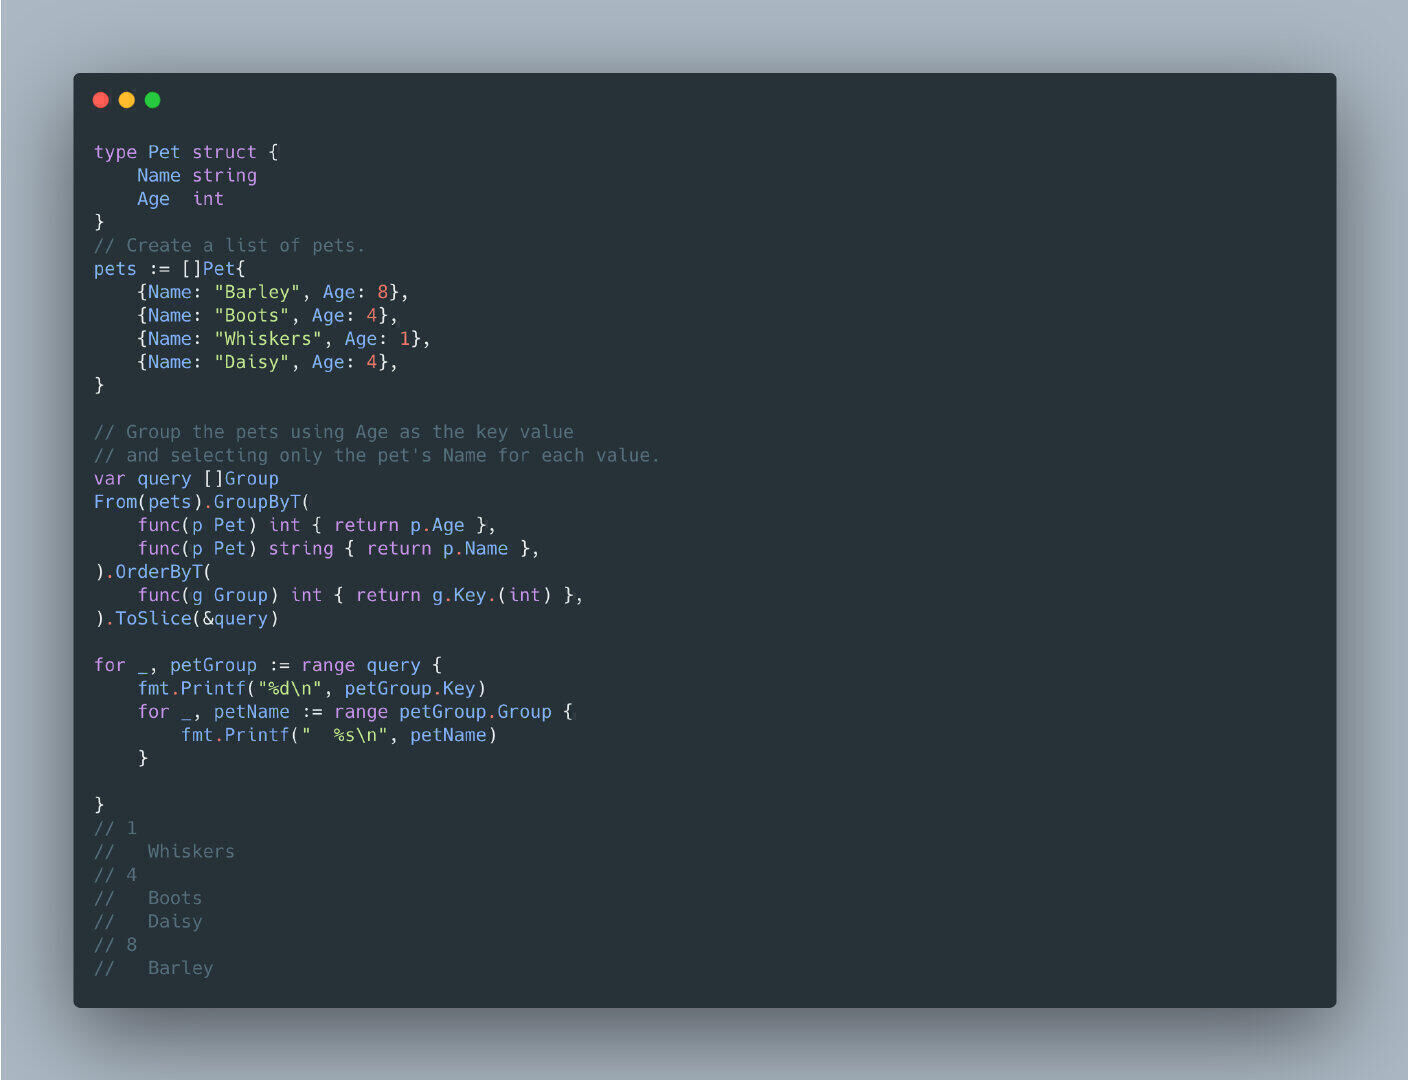 type Pet struct {
    Name string
    Age  int
}
// Create a list of pets.
pets := []Pet{
    {Name: "Barley", Age: 8},
    {Name: "Boots", Age: 4},
    {Name: "Whiskers", Age: 1},
    {Name: "Daisy", Age: 4},
}

// Group the pets using Age as the key value
// and selecting only the pet's Name for each value.
var query []Group
From(pets).GroupByT(
    func(p Pet) int { return p.Age },
    func(p Pet) string { return p.Name },
).OrderByT(
    func(g Group) int { return g.Key.(int) },
).ToSlice(&query)

for _, petGroup := range query {
    fmt.Printf("%d\n", petGroup.Key)
    for _, petName := range petGroup.Group {
        fmt.Printf("  %s\n", petName)
    }

}
// 1
//   Whiskers
// 4
//   Boots
//   Daisy
// 8
//   Barley